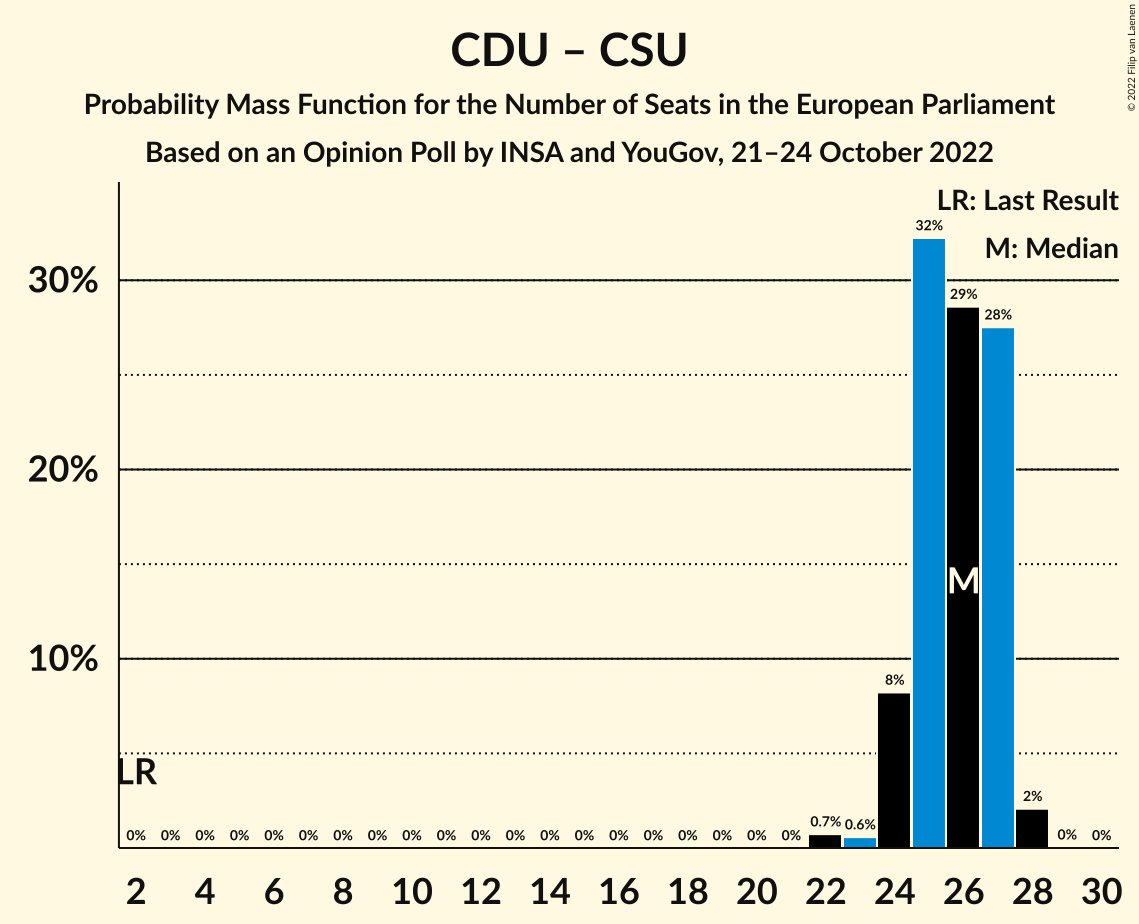 CDU – CSU
Probability Mass Function for the Number of Seats in the European Parliament
Based on an Opinion Poll by INSA and YouGov, 21–24 October 2022
© 2022 Filip van Laenen
LR: Last Result
M: Median
30%
20%
10%
LR
M
0% 0% 0% 0% 0% 0% 0% 0% 0% 0% 0% 0% 0% 0% 0% 0% 0% 0% 0% 0% 0.7% 0.6% 8% 32% 29% 28% 2% 0% 0%
2 4 6 8 10 12 14 16 18 20 22 24 26 28 30